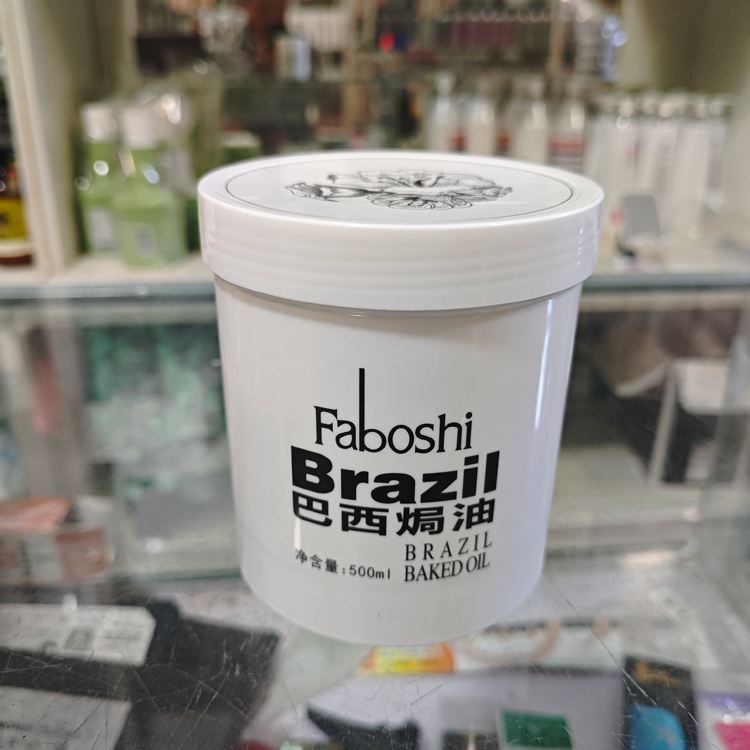 Faboshi
Brazil
巴西焗油
净含量:500ml
BRAZIL
BAKED OIL